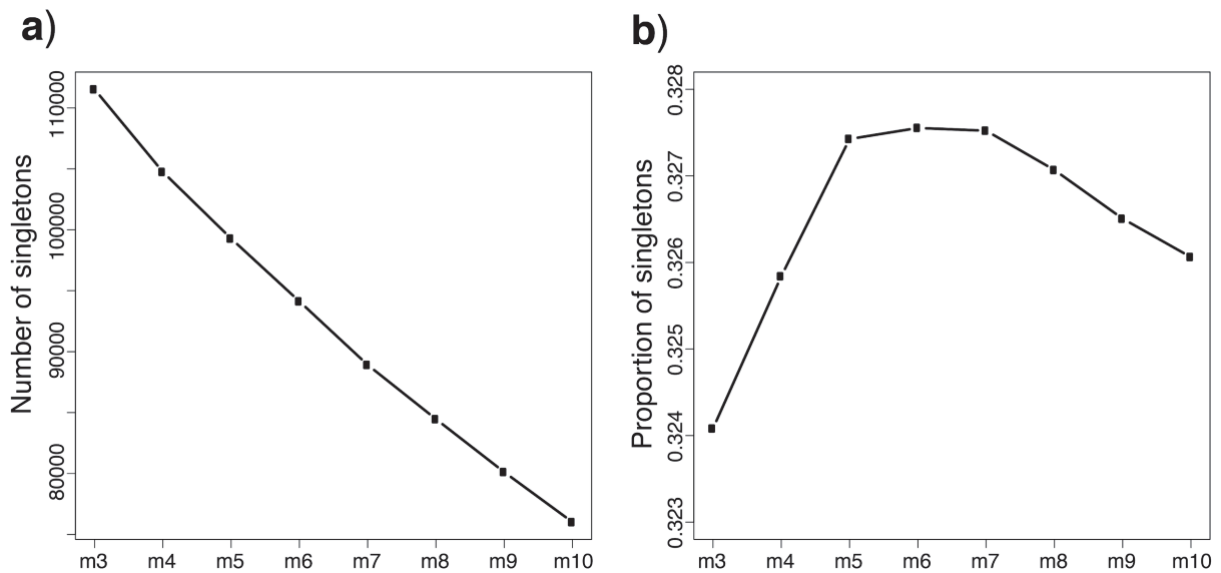 a)
Number of singletons
110000
100000
90000
80000
m3 m4 m5 m6 m7 m8 m9 m10
b)
Proportion of singletons
0.328
0.327
0.326
0.325
0.324
0.323
m3 m4 m5 m6 m7 m8 m9 m10